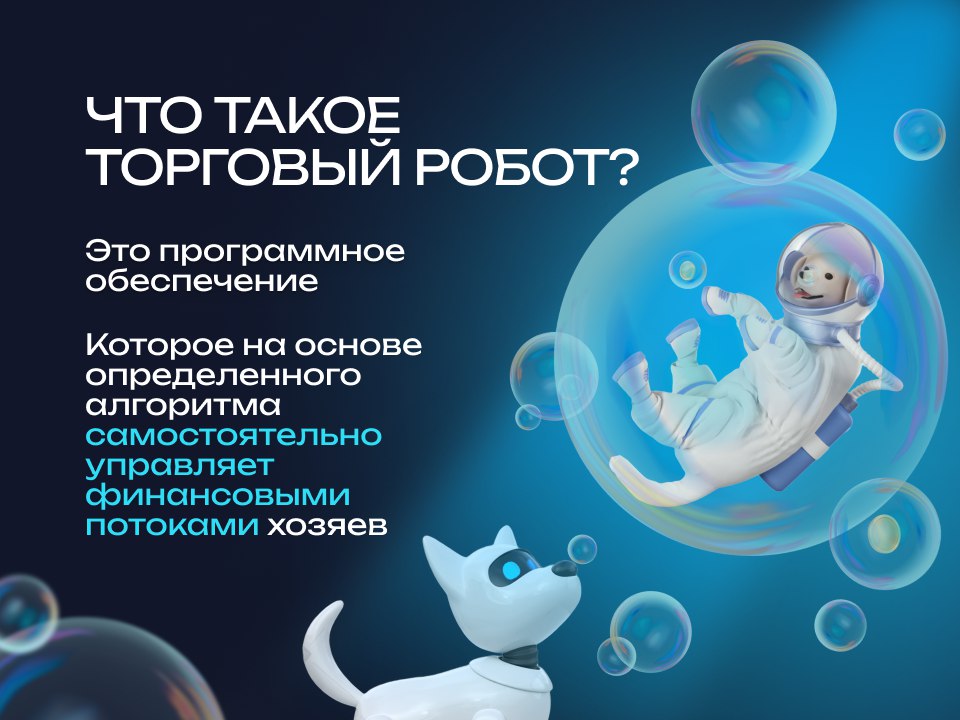 ЧТО ТАКОЕ
ТОРГОВЫЙ РОБОТ?
Это программное
обеспечение
Которое на основе
определенного
алгоритма
самостоятельно
управляет
финансовыми
потоками хозяев